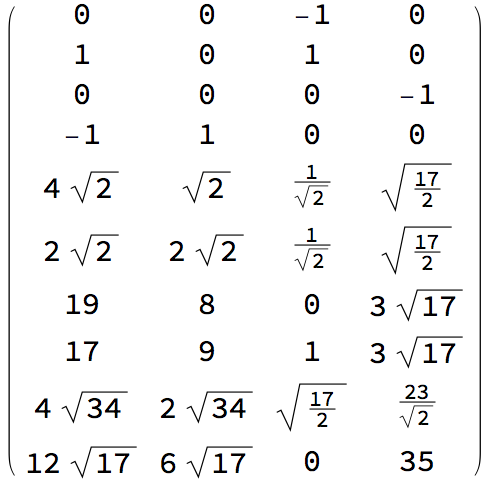 0 0 −1 0
1 0 1 0
0 0 0 −1
−1 1 0 0
4 √2 √2 1/√2 √(17/2)
2 √2 2 √2 1/√2 √(17/2)
19 8 0 3 √17
17 9 1 3 √17
4 √34 2 √34 √(17/2) 23/√2
12 √17 6 √17 0 35